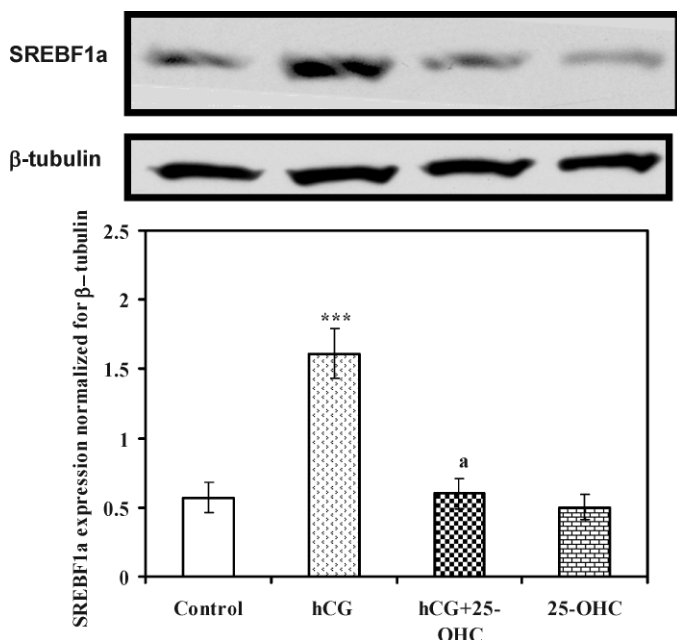 SREBF1a
β-tubulin
SREBF1a expression normalized for β-tubulin
2.5
2
1.5
1
0.5
0
***
a
Control
hCG
hCG+25-
OHC
25-OHC